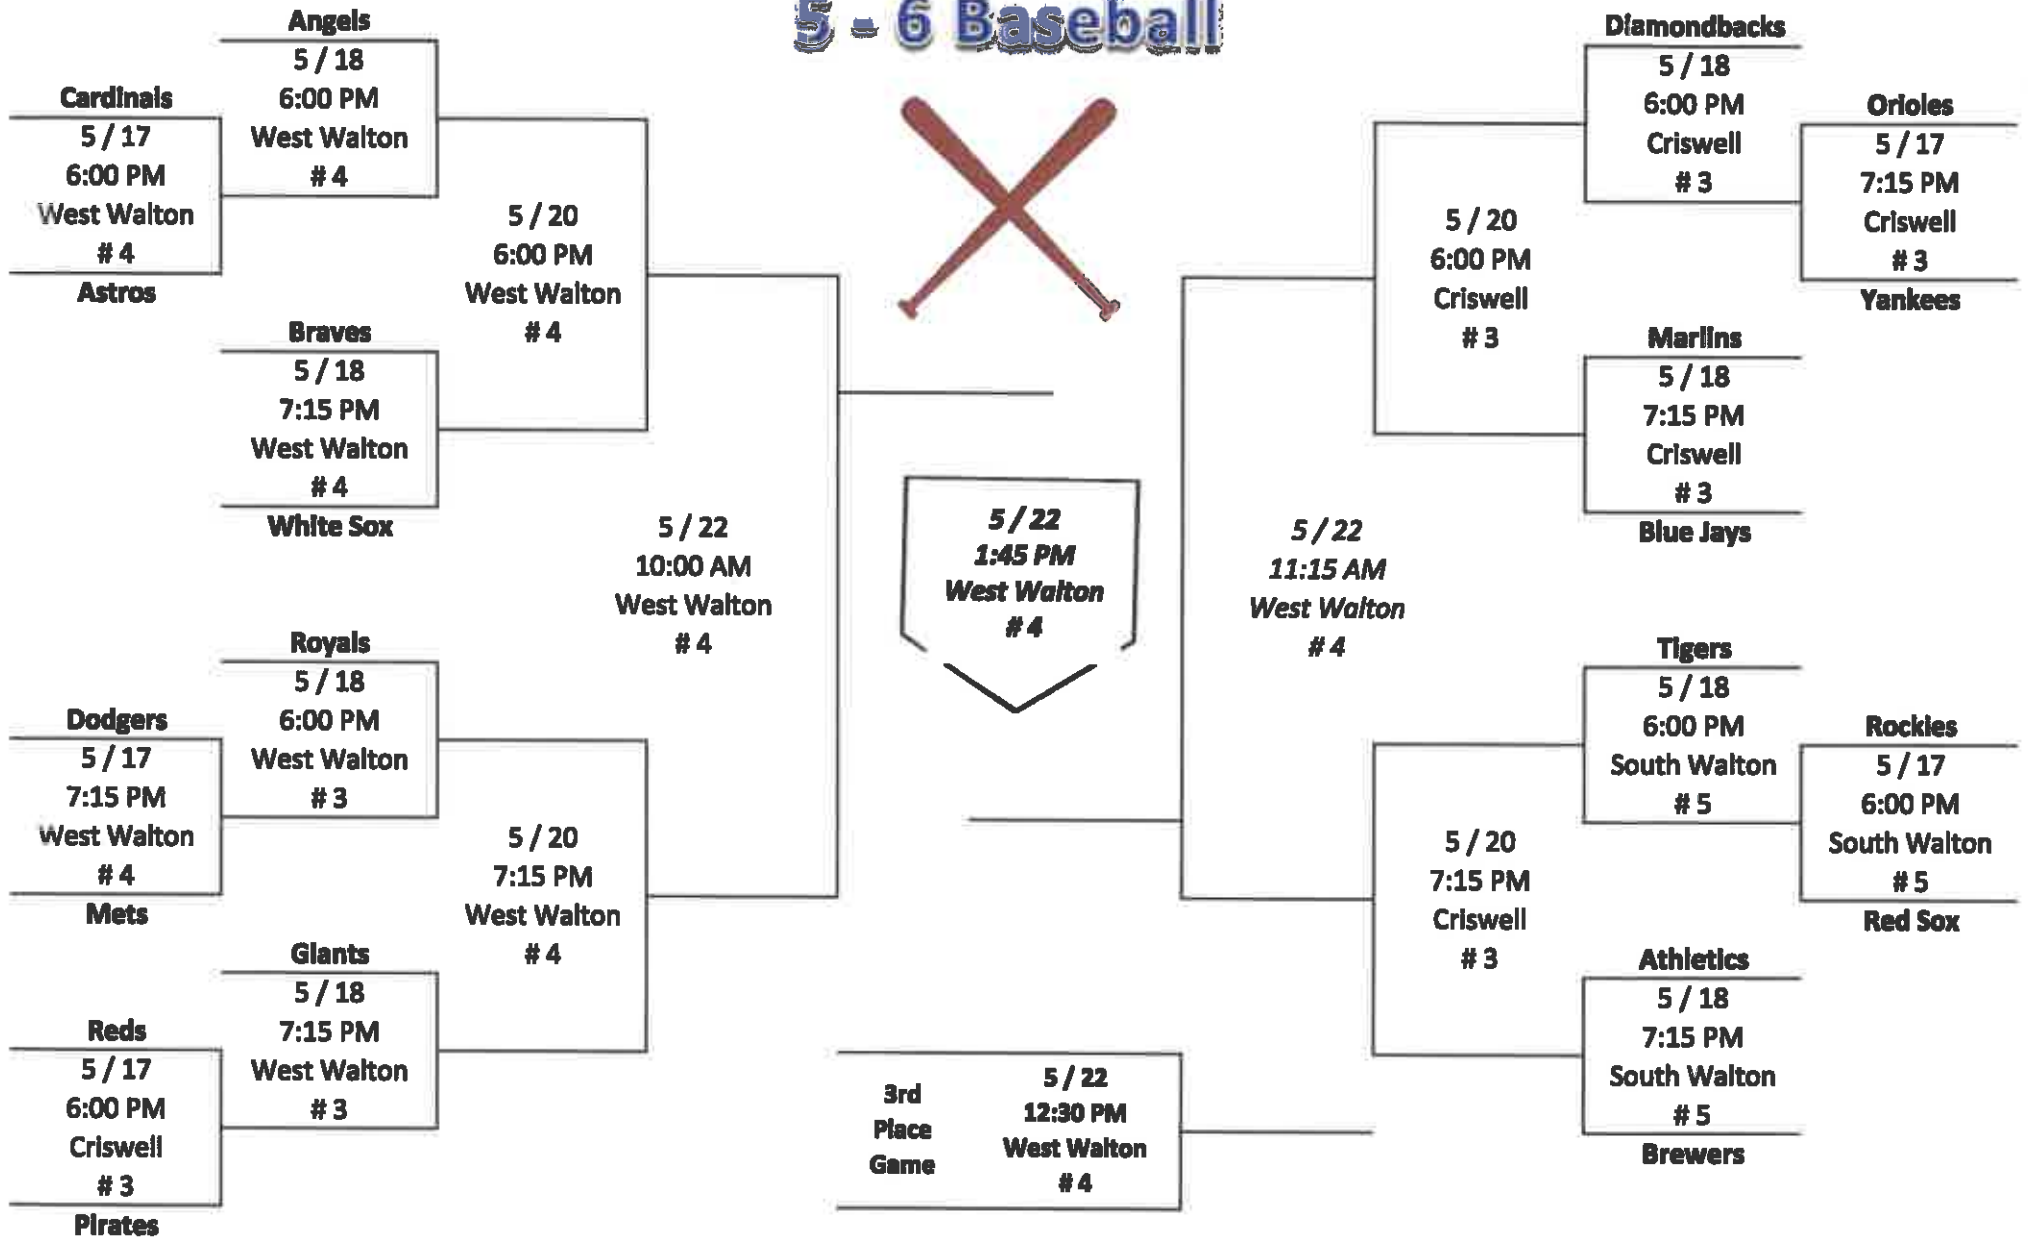 5 - 6 Baseball
Angels
5 / 18
6:00 PM
West Walton
# 4
Cardinals
5 / 17
6:00 PM
West Walton
# 4
Astros
5 / 20
6:00 PM
West Walton
# 4
Braves
5 / 18
7:15 PM
West Walton
# 4
White Sox
5 / 22
10:00 AM
West Walton
# 4
Royals
5 / 18
6:00 PM
West Walton
# 3
Dodgers
5 / 17
7:15 PM
West Walton
# 4
Mets
5 / 20
7:15 PM
West Walton
# 4
Giants
5 / 18
7:15 PM
West Walton
# 3
Reds
5 / 17
6:00 PM
Criswell
# 3
Pirates
5 / 22
1:45 PM
West Walton
# 4
3rd
Place
Game
5 / 22
12:30 PM
West Walton
# 4
Diamondbacks
5 / 18
6:00 PM
Criswell
# 3
Orioles
5 / 17
7:15 PM
Criswell
# 3
Yankees
5 / 20
6:00 PM
Criswell
# 3
Marlins
5 / 18
7:15 PM
Criswell
# 3
Blue Jays
5 / 22
11:15 AM
West Walton
# 4
Tigers
5 / 18
6:00 PM
South Walton
# 5
Rockies
5 / 17
6:00 PM
South Walton
# 5
Red Sox
5 / 20
7:15 PM
Criswell
# 3
Athletics
5 / 18
7:15 PM
South Walton
# 5
Brewers